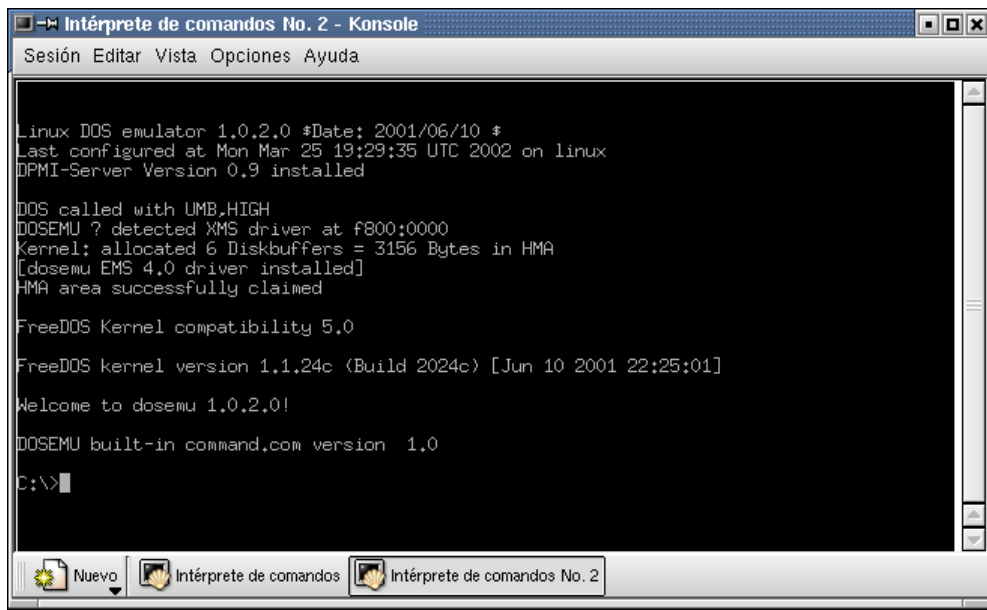 Intérprete de comandos No. 2 - Konsole
Sesión Editar Vista Opciones Ayuda
Linux DOS emulator 1.0.2.0 $Date: 2001/06/10 $
Last configured at Mon Mar 25 19:29:35 UTC 2002 on linux
DPMI-Server Version 0.9 installed
DOS called with UMB,HIGH
DOSEMU ? detected XMS driver at f800:0000
Kernel: allocated 6 Diskbuffers = 3156 Bytes in HMA
[dosemu EMS 4.0 driver installed]
HMA area successfully claimed
FreeDOS Kernel compatibility 5.0
FreeDOS kernel version 1.1.24c (Build 2024c) [Jun 10 2001 22:25:01]
Welcome to dosemu 1.0.2.0!
DOSEMU built-in command.com version  1.0
C:\>
Nuevo Intérprete de comandos Intérprete de comandos No. 2